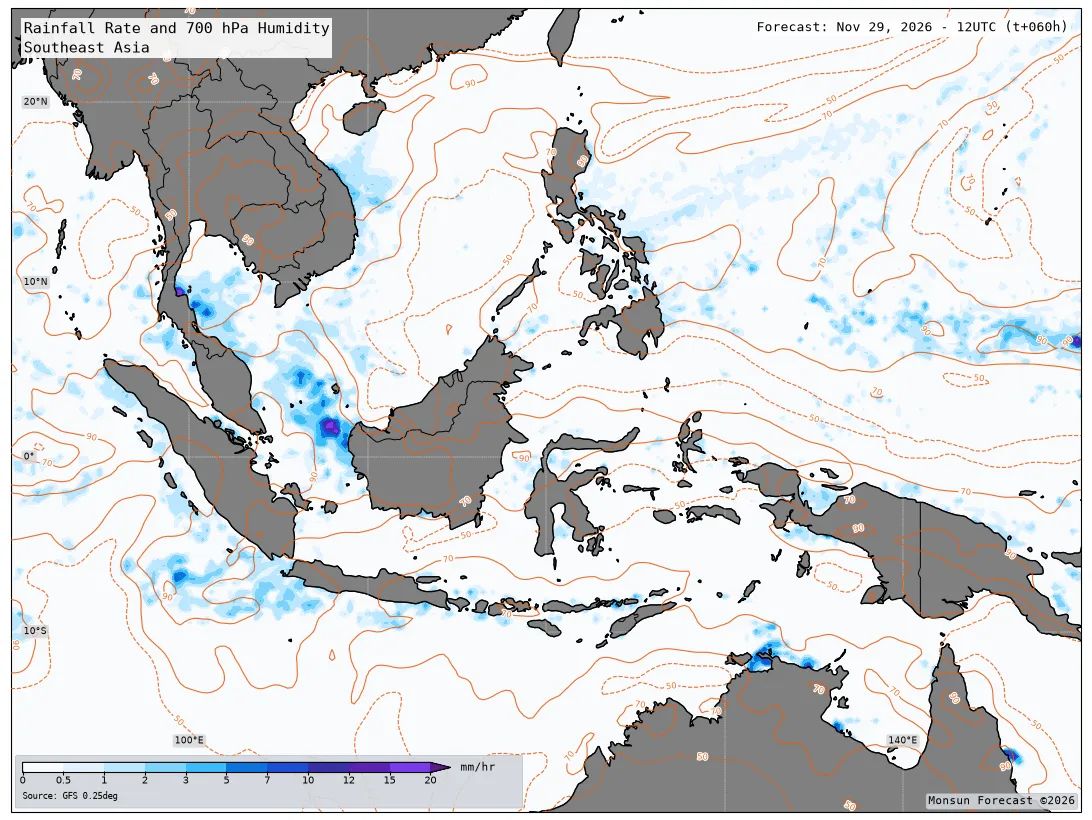 Rainfall Rate and 700 hPa Humidity
Southeast Asia
Forecast: Nov 29, 2026 - 12UTC (t+060h)
20°N
10°N
0°
10°S
100°E
140°E
0 0.5 1 2 3 5 7 10 12 15 20 mm/hr
Source: GFS 0.25deg
Monsun Forecast ©2026